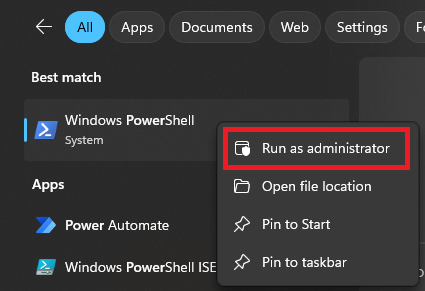 All Apps Documents Web Settings Fo
Best match
Windows PowerShell
System
Run as administrator
Open file location
Apps
Power Automate
Pin to Start
Windows PowerShell ISE
Pin to taskbar